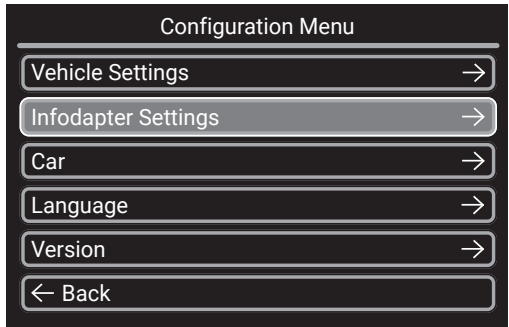 Configuration Menu
Vehicle Settings
Infodapter Settings
Car
Language
Version
Back